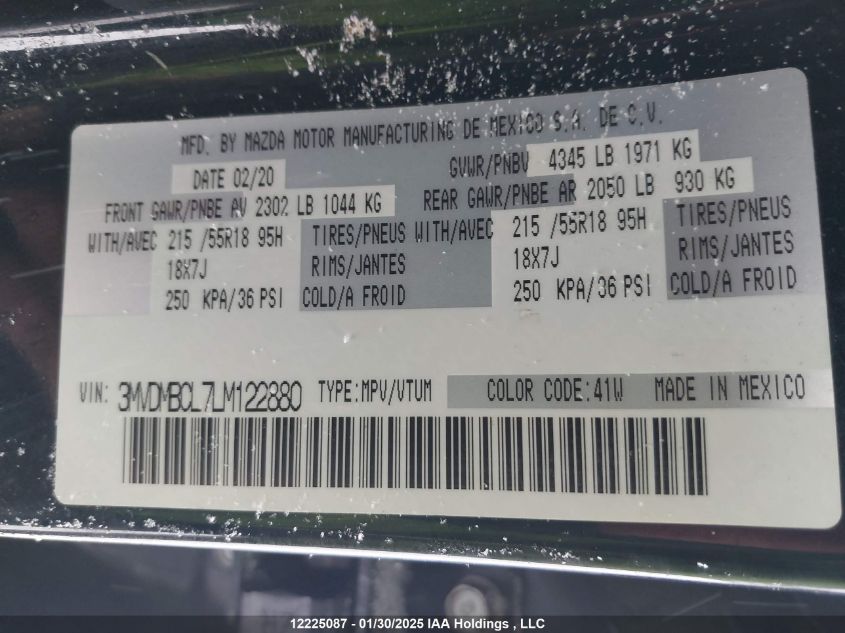 MFD. BY MAZDA MOTOR MANUFACTURING DE MEXICO S.A. DE C.V.
DATE 02/20 GVWR/PNBV 4345 LB 1971 KG
FRONT GAWR/PNBE AV 2302 LB 1044 KG REAR GAWR/PNBE AR 2050 LB 930 KG
WITH/AVEC 215 /55R18 95H TIRES/PNEUS WITH/AVEC 215 /55R18 95H TIRES/PNEUS
18X7J RIMS/JANTES 18X7J RIMS/JANTES
250 KPA/36 PSI COLD/A FROID 250 KPA/36 PSI COLD/A FROID
VIN: 3MVDMBCL7LM122880 TYPE:MPV/VTUM COLOR CODE:41W MADE IN MEXICO
12225087 - 01/30/2025 IAA Holdings , LLC